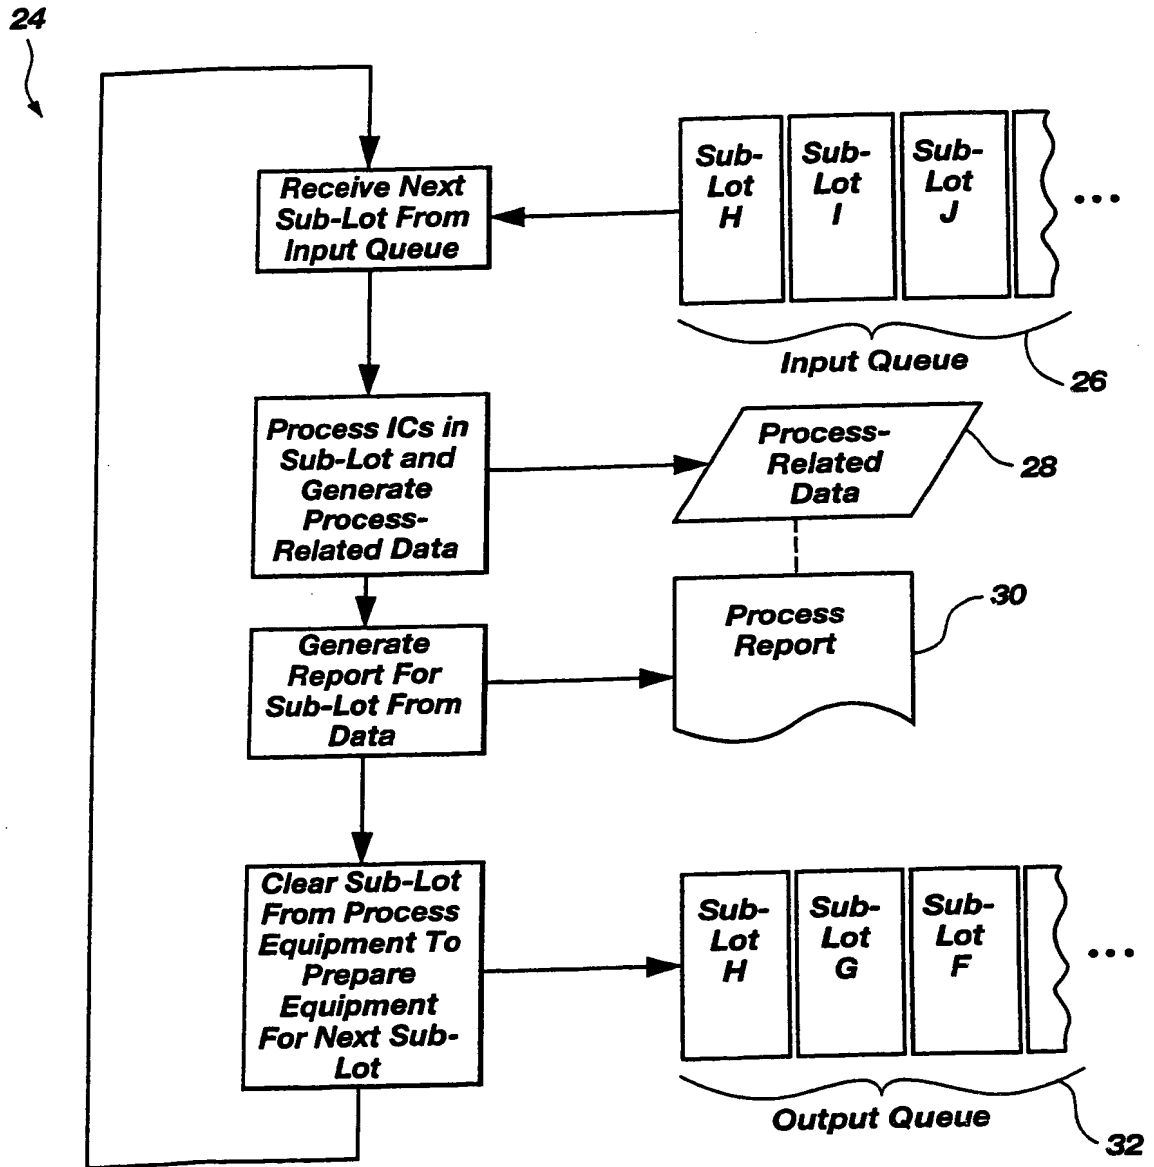 24
Receive Next
Sub-Lot From
Input Queue
Sub-
Lot
H
Sub-
Lot
I
Sub-
Lot
J
...
Input Queue
26
Process ICs in
Sub-Lot and
Generate
Process-
Related Data
Process-
Related
Data
28
Generate
Report For
Sub-Lot From
Data
Process
Report
30
Clear Sub-Lot
From Process
Equipment To
Prepare
Equipment
For Next Sub-
Lot
Sub-
Lot
H
Sub-
Lot
G
Sub-
Lot
F
...
Output Queue
32